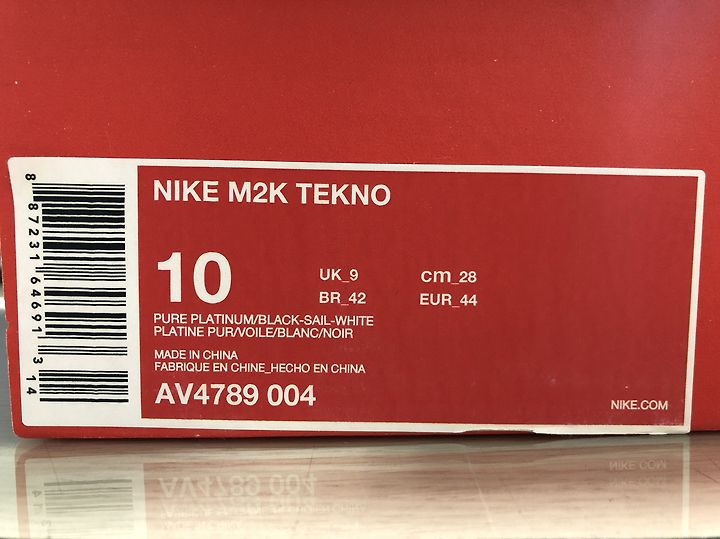 NIKE M2K TEKNO
10
UK_9
cm_28
BR_42
EUR_44
PURE PLATINUM/BLACK-SAIL-WHITE
PLATINE PUR/VOILE/BLANC/NOIR
MADE IN CHINA
FABRIQUE EN CHINE_HECHO EN CHINA
AV4789 004
NIKE.COM
8 87231 64691 3 14